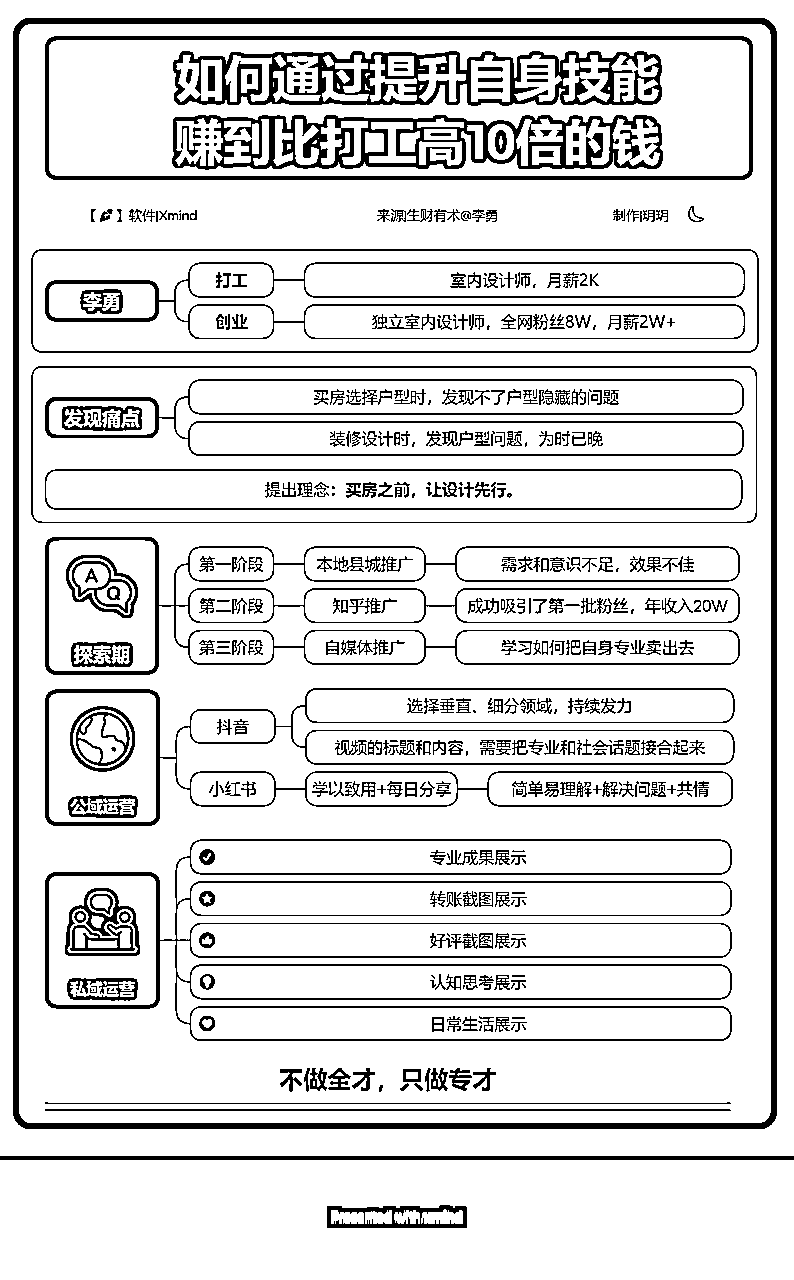 如何通过提升自身技能
赚到比打工高10倍的钱
【】软件|Xmind 来源|生财有术@李勇 制作|玥玥
李勇
打工 室内设计师，月薪2K
创业 独立室内设计师，全网粉丝8W，月薪2W+
发现痛点
买房选择户型时，发现不了户型隐藏的问题
装修设计时，发现户型问题，为时已晚
提出理念：买房之前，让设计先行。
A
Q
探索期
第一阶段 本地县城推广 需求和意识不足，效果不佳
第二阶段 知乎推广 成功吸引了第一批粉丝，年收入20W
第三阶段 自媒体推广 学习如何把自身专业卖出去
公域运营
抖音
选择垂直、细分领域，持续发力
视频的标题和内容，需要把专业和社会话题接合起来
小红书 学以致用+每日分享 简单易理解+解决问题+共情
私域运营
专业成果展示
转账截图展示
好评截图展示
认知思考展示
日常生活展示
不做全才，只做专才
Presented with xmind